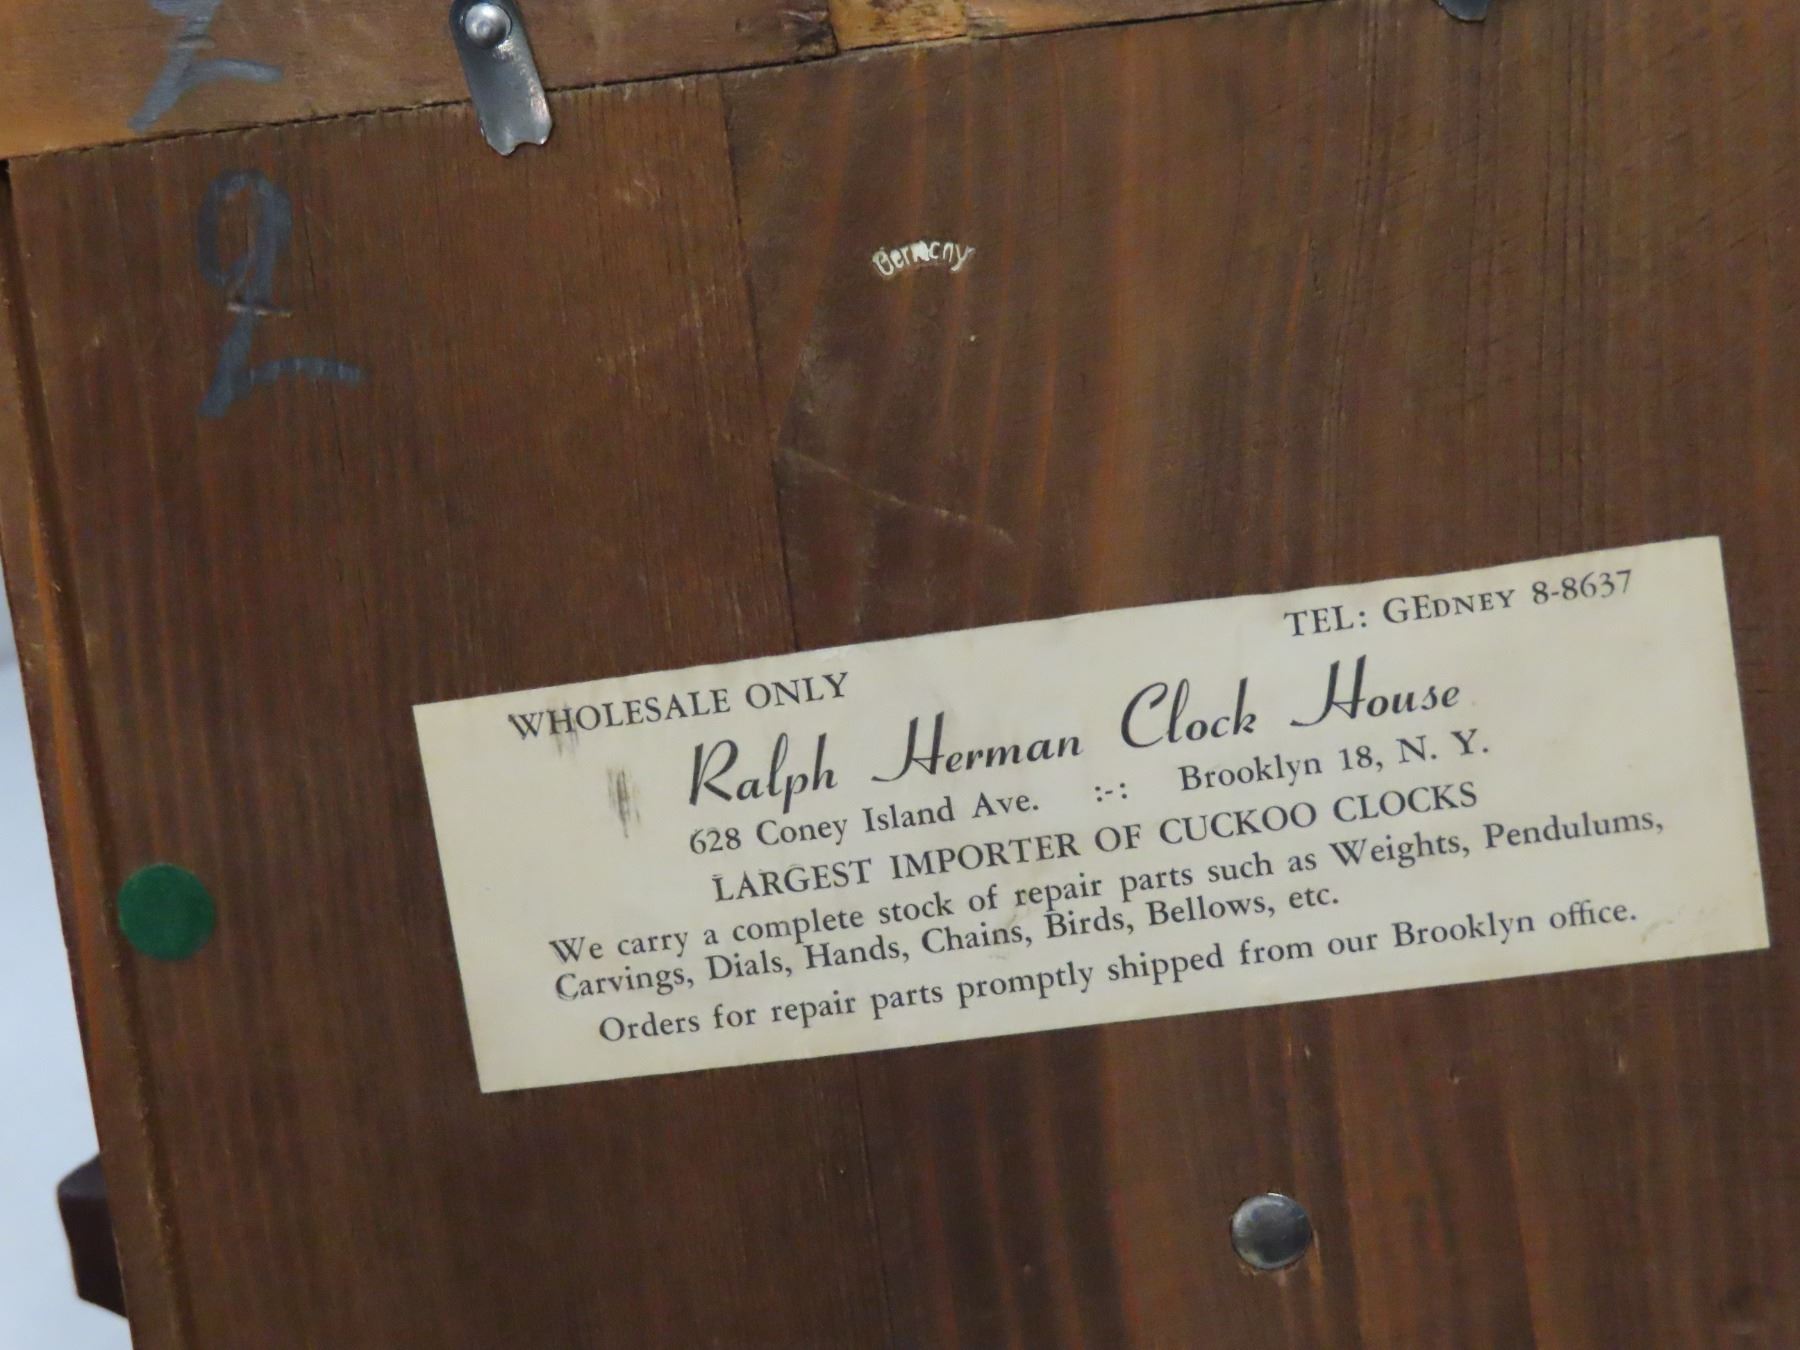 2
2
Germany
WHOLESALE ONLY TEL: GEDNEY 8-8637
Ralph Herman Clock House
628 Coney Island Ave. :-: Brooklyn 18, N. Y.
LARGEST IMPORTER OF CUCKOO CLOCKS
We carry a complete stock of repair parts such as Weights, Pendulums,
Carvings, Dials, Hands, Chains, Birds, Bellows, etc.
Orders for repair parts promptly shipped from our Brooklyn office.